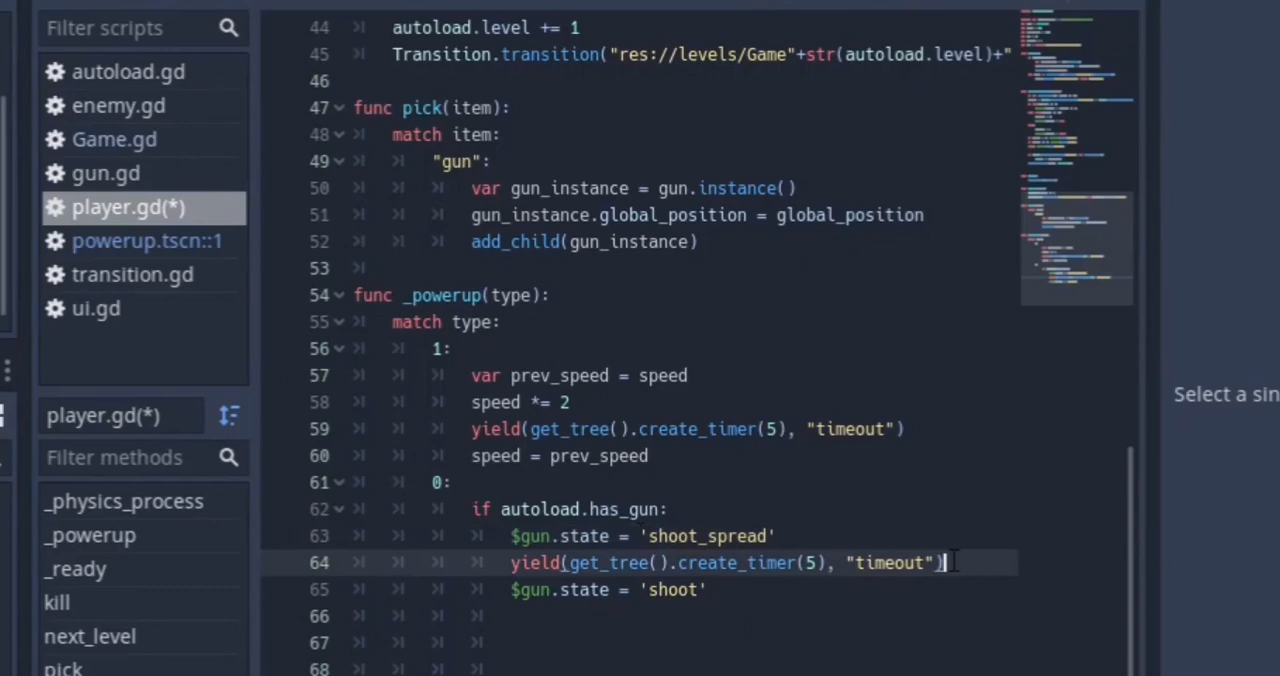 Filter scripts
autoload.gd
enemy.gd
Game.gd
gun.gd
player.gd(*)
powerup.tscn::1
transition.gd
ui.gd
player.gd(*)
Filter methods
_physics_process
_powerup
_ready
kill
next_level
pick
44 autoload.level += 1
45 Transition.transition("res://levels/Game"+str(autoload.level)+"
46
47 func pick(item):
48 match item:
49 "gun":
50 var gun_instance = gun.instance()
51 gun_instance.global_position = global_position
52 add_child(gun_instance)
53
54 func _powerup(type):
55 match type:
56 1:
57 var prev_speed = speed
58 speed *= 2
59 yield(get_tree().create_timer(5), "timeout")
60 speed = prev_speed
61 0:
62 if autoload.has_gun:
63 $gun.state = 'shoot_spread'
64 yield(get_tree().create_timer(5), "timeout")
65 $gun.state = 'shoot'
66
67
68
Select a sin